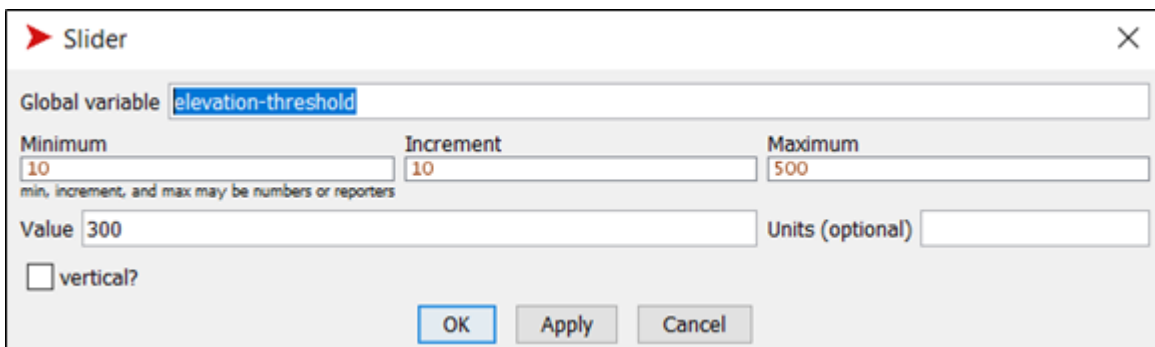 Slider
Global variable elevation-threshold
Minimum Increment Maximum
10 10 500
min, increment, and max may be numbers or reporters
Value 300 Units (optional)
vertical?
OK Apply Cancel